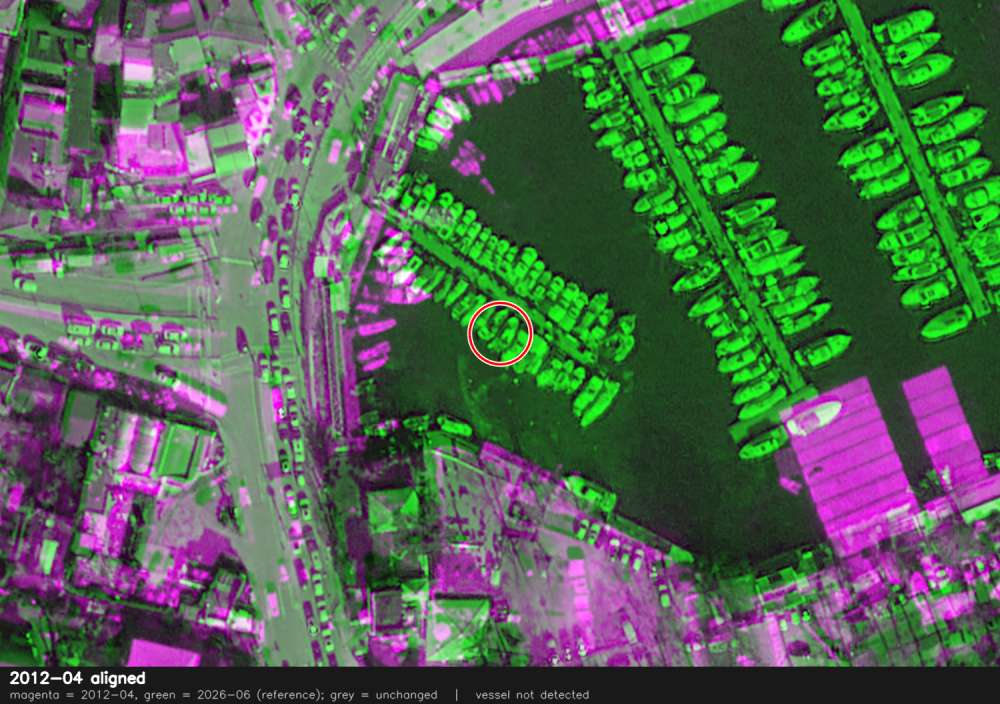 2012-04 aligned
magenta = 2012-04, green = 2026-06 (reference); grey = unchanged | vessel not detected